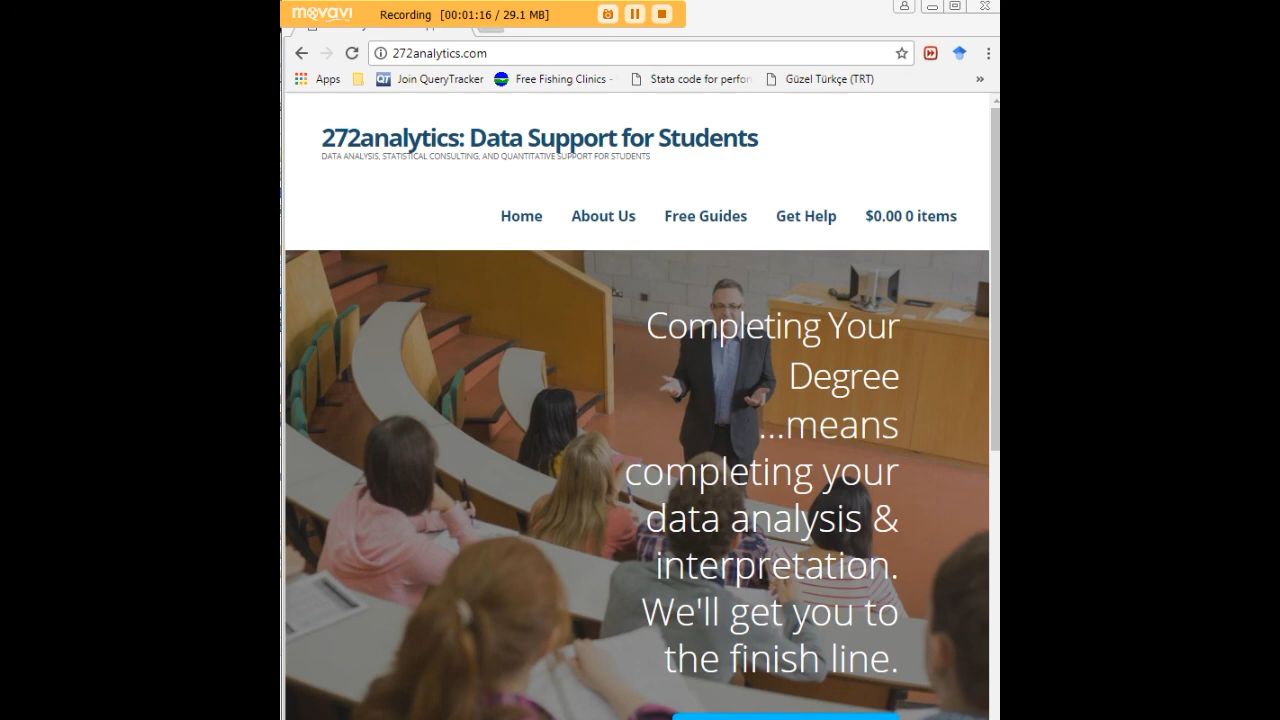 movavi Recording [00:01:16 / 29.1 MB]
272analytics.com
Apps QT Join QueryTracker Free Fishing Clinics - Stata code for perfor Güzel Türkçe (TRT) »
272analytics: Data Support for Students
DATA ANALYSIS, STATISTICAL CONSULTING, AND QUANTITATIVE SUPPORT FOR STUDENTS
Home About Us Free Guides Get Help $0.00 0 items
Completing Your
Degree
...means
completing your
data analysis &
interpretation.
We'll get you to
the finish line.